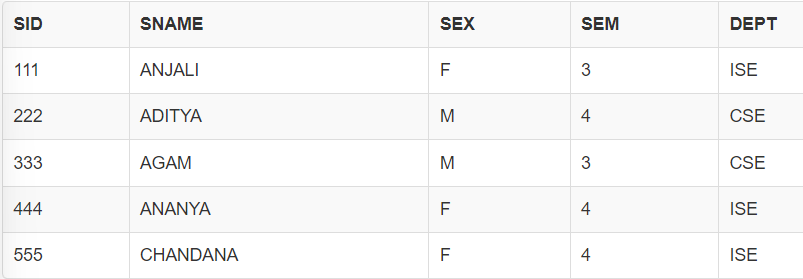 SID SNAME SEX SEM DEPT
111 ANJALI F 3 ISE
222 ADITYA M 4 CSE
333 AGAM M 3 CSE
444 ANANYA F 4 ISE
555 CHANDANA F 4 ISE